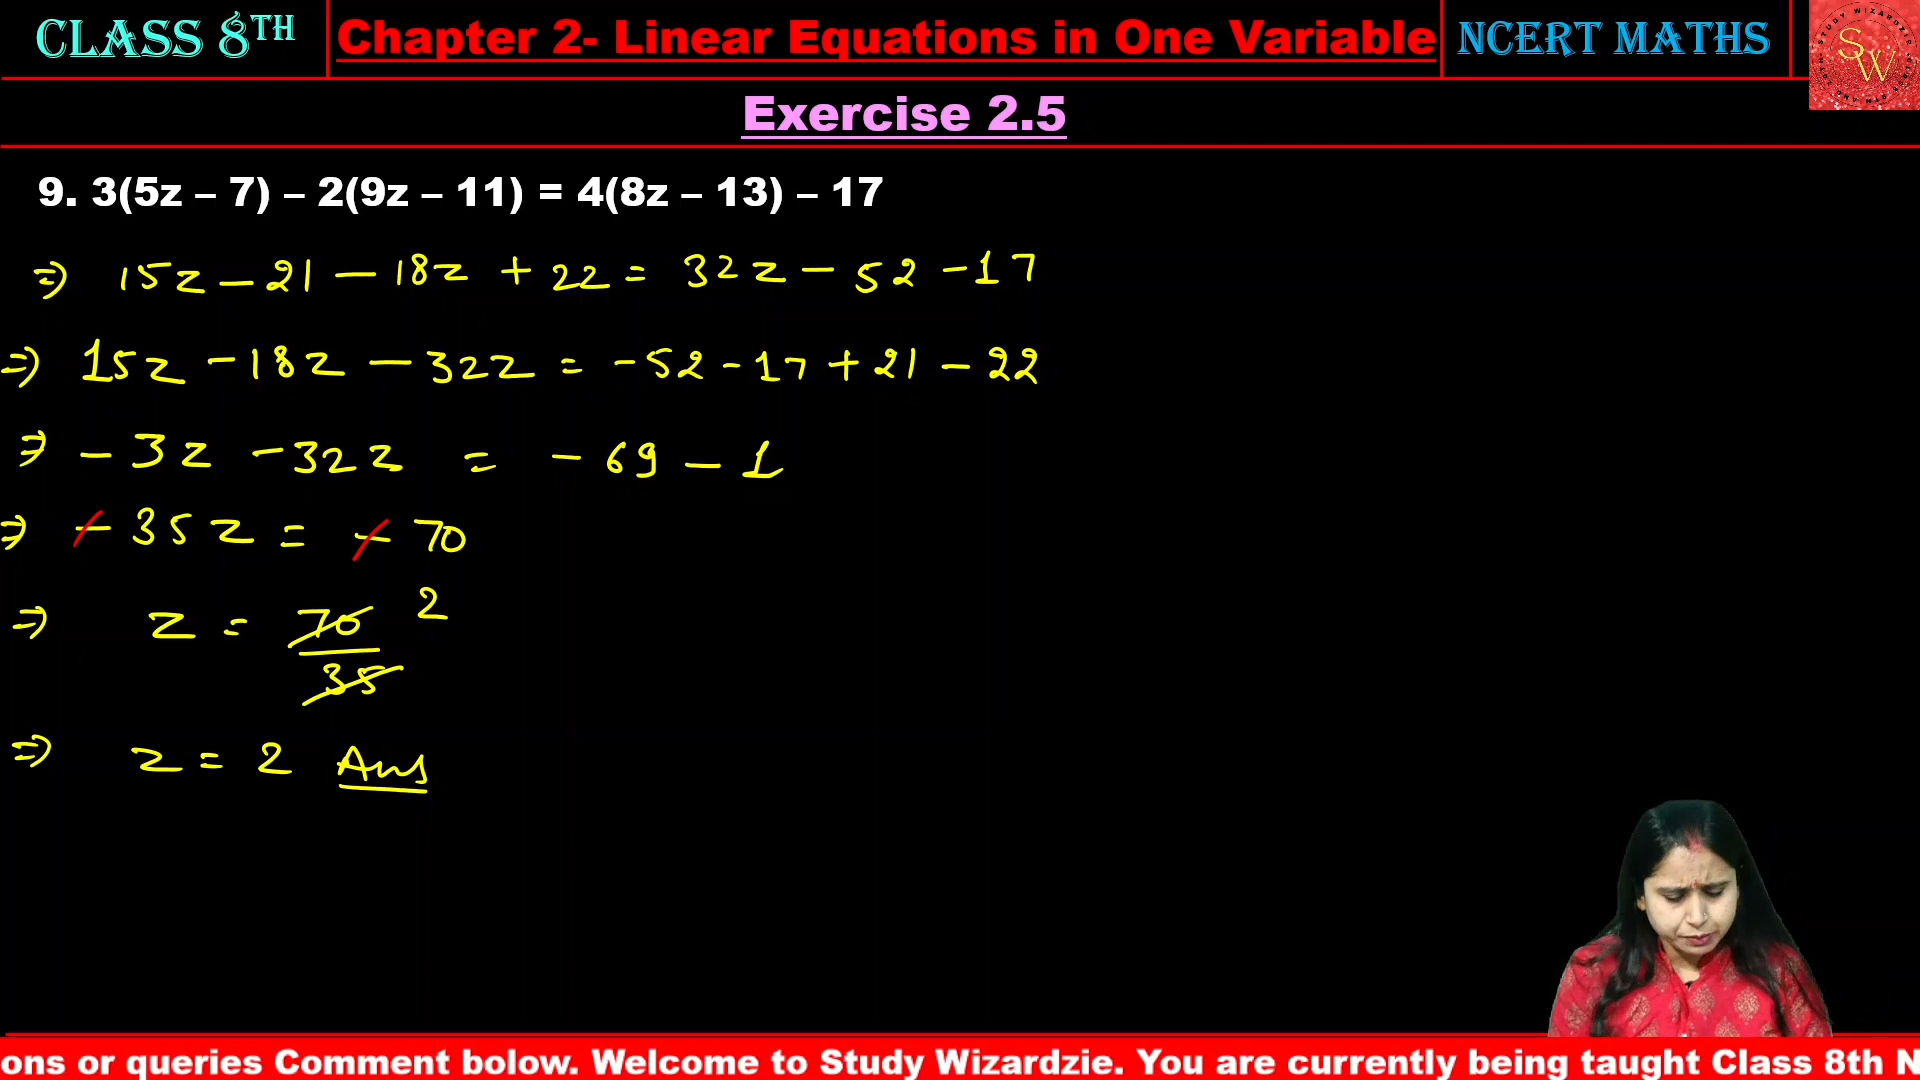 CLASS 8TH
Chapter 2- Linear Equations in One Variable
NCERT MATHS
SW
Exercise 2.5
9. 3(5z – 7) – 2(9z – 11) = 4(8z – 13) – 17
⇒ 15z – 21 – 18z + 22 = 32z – 52 – 17
⇒ 15z – 18z – 32z = – 52 – 17 + 21 – 22
⇒ – 3z – 32z = – 69 – 1
⇒ – 35z = – 70
⇒ z = 70/35 2
⇒ z = 2 Ans
ons or queries Comment bolow. Welcome to Study Wizardzie. You are currently being taught Class 8th N